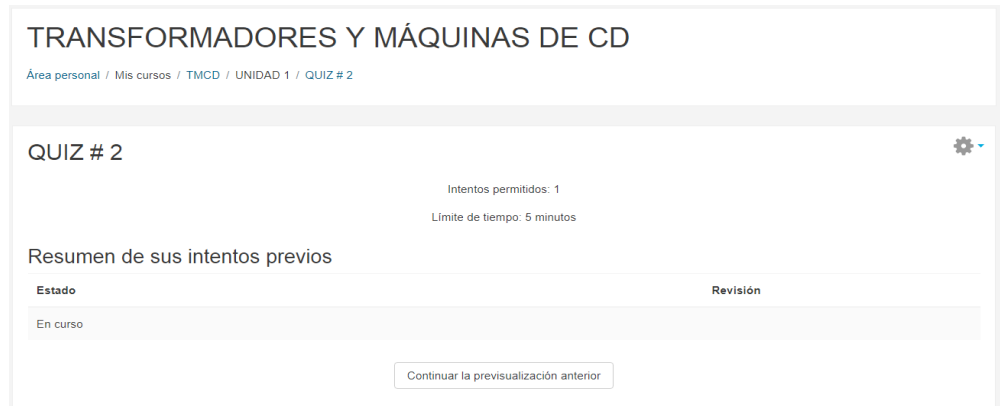 TRANSFORMADORES Y MÁQUINAS DE CD
Área personal / Mis cursos / TMCD / UNIDAD 1 / QUIZ # 2
QUIZ # 2
Intentos permitidos: 1
Límite de tiempo: 5 minutos
Resumen de sus intentos previos
Estado Revisión
En curso
Continuar la previsualización anterior